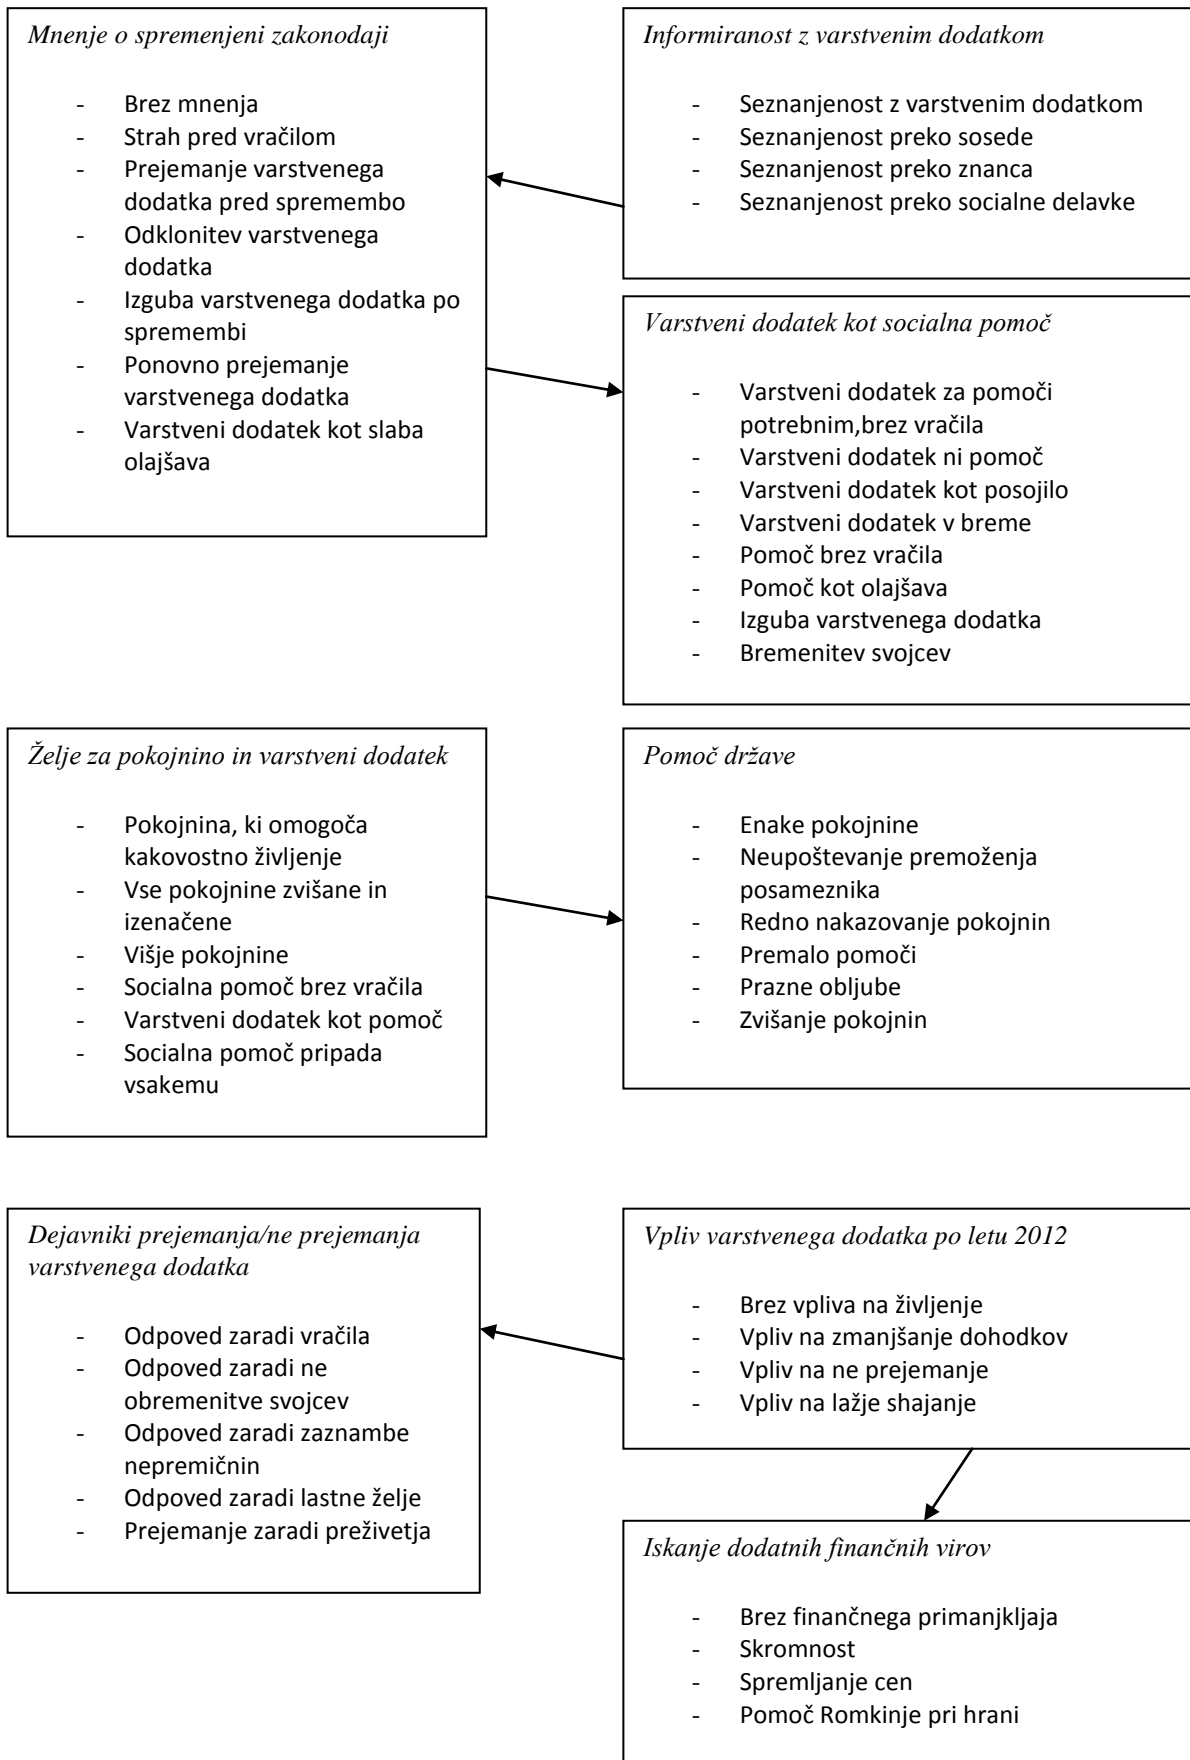 Mnenje o spremenjeni zakonodaji
- Brez mnenja
- Strah pred vračilom
- Prejemanje varstvenega
dodatka pred spremembo
- Odklonitev varstvenega
dodatka
- Izguba varstvenega dodatka po
spremembi
- Ponovno prejemanje
varstvenega dodatka
- Varstveni dodatek kot slaba
olajšava
Informiranost z varstvenim dodatkom
- Seznanjenost z varstvenim dodatkom
- Seznanjenost preko sosede
- Seznanjenost preko znanca
- Seznanjenost preko socialne delavke
Varstveni dodatek kot socialna pomoč
- Varstveni dodatek za pomoči
potrebnim,brez vračila
- Varstveni dodatek ni pomoč
- Varstveni dodatek kot posojilo
- Varstveni dodatek v breme
- Pomoč brez vračila
- Pomoč kot olajšava
- Izguba varstvenega dodatka
- Bremenitev svojcev
Želje za pokojnino in varstveni dodatek
- Pokojnina, ki omogoča
kakovostno življenje
- Vse pokojnine zvišane in
izenačene
- Višje pokojnine
- Socialna pomoč brez vračila
- Varstveni dodatek kot pomoč
- Socialna pomoč pripada
vsakemu
Pomoč države
- Enake pokojnine
- Neupoštevanje premoženja
posameznika
- Redno nakazovanje pokojnin
- Premalo pomoči
- Prazne obljube
- Zvišanje pokojnin
Dejavniki prejemanja/ne prejemanja
varstvenega dodatka
- Odpoved zaradi vračila
- Odpoved zaradi ne
obremenitve svojcev
- Odpoved zaradi zaznambe
nepremičnin
- Odpoved zaradi lastne želje
- Prejemanje zaradi preživetja
Vpliv varstvenega dodatka po letu 2012
- Brez vpliva na življenje
- Vpliv na zmanjšanje dohodkov
- Vpliv na ne prejemanje
- Vpliv na lažje shajanje
Iskanje dodatnih finančnih virov
- Brez finančnega primanjkljaja
- Skromnost
- Spremljanje cen
- Pomoč Romkinje pri hrani